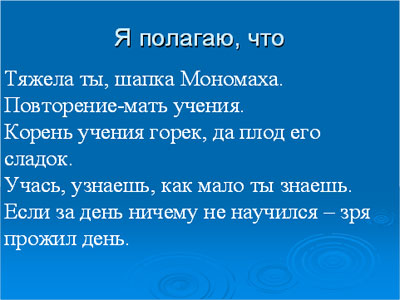 Я полагаю, что
Тяжела ты, шапка Мономаха.
Повторение-мать учения.
Корень учения горек, да плод его
сладок.
Учась, узнаешь, как мало ты знаешь.
Если за день ничему не научился – зря
прожил день.